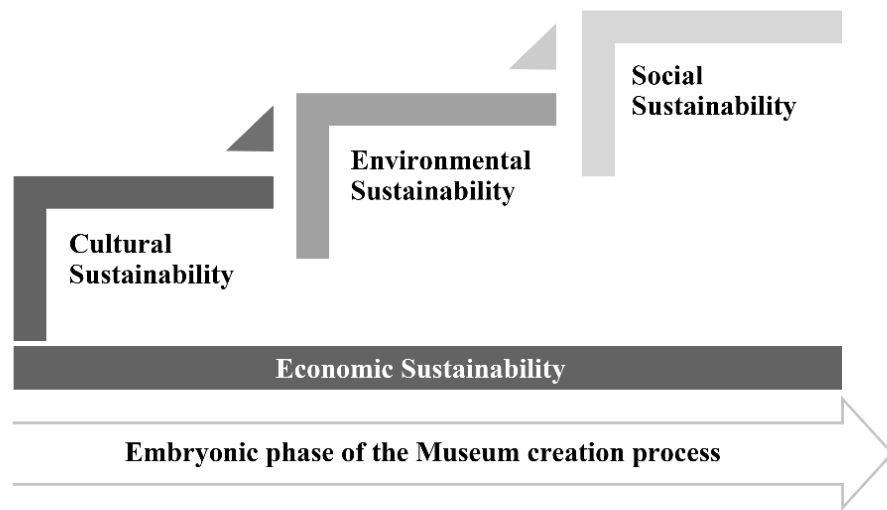 Social
Sustainability
Environmental
Sustainability
Cultural
Sustainability
Economic Sustainability
Embryonic phase of the Museum creation process